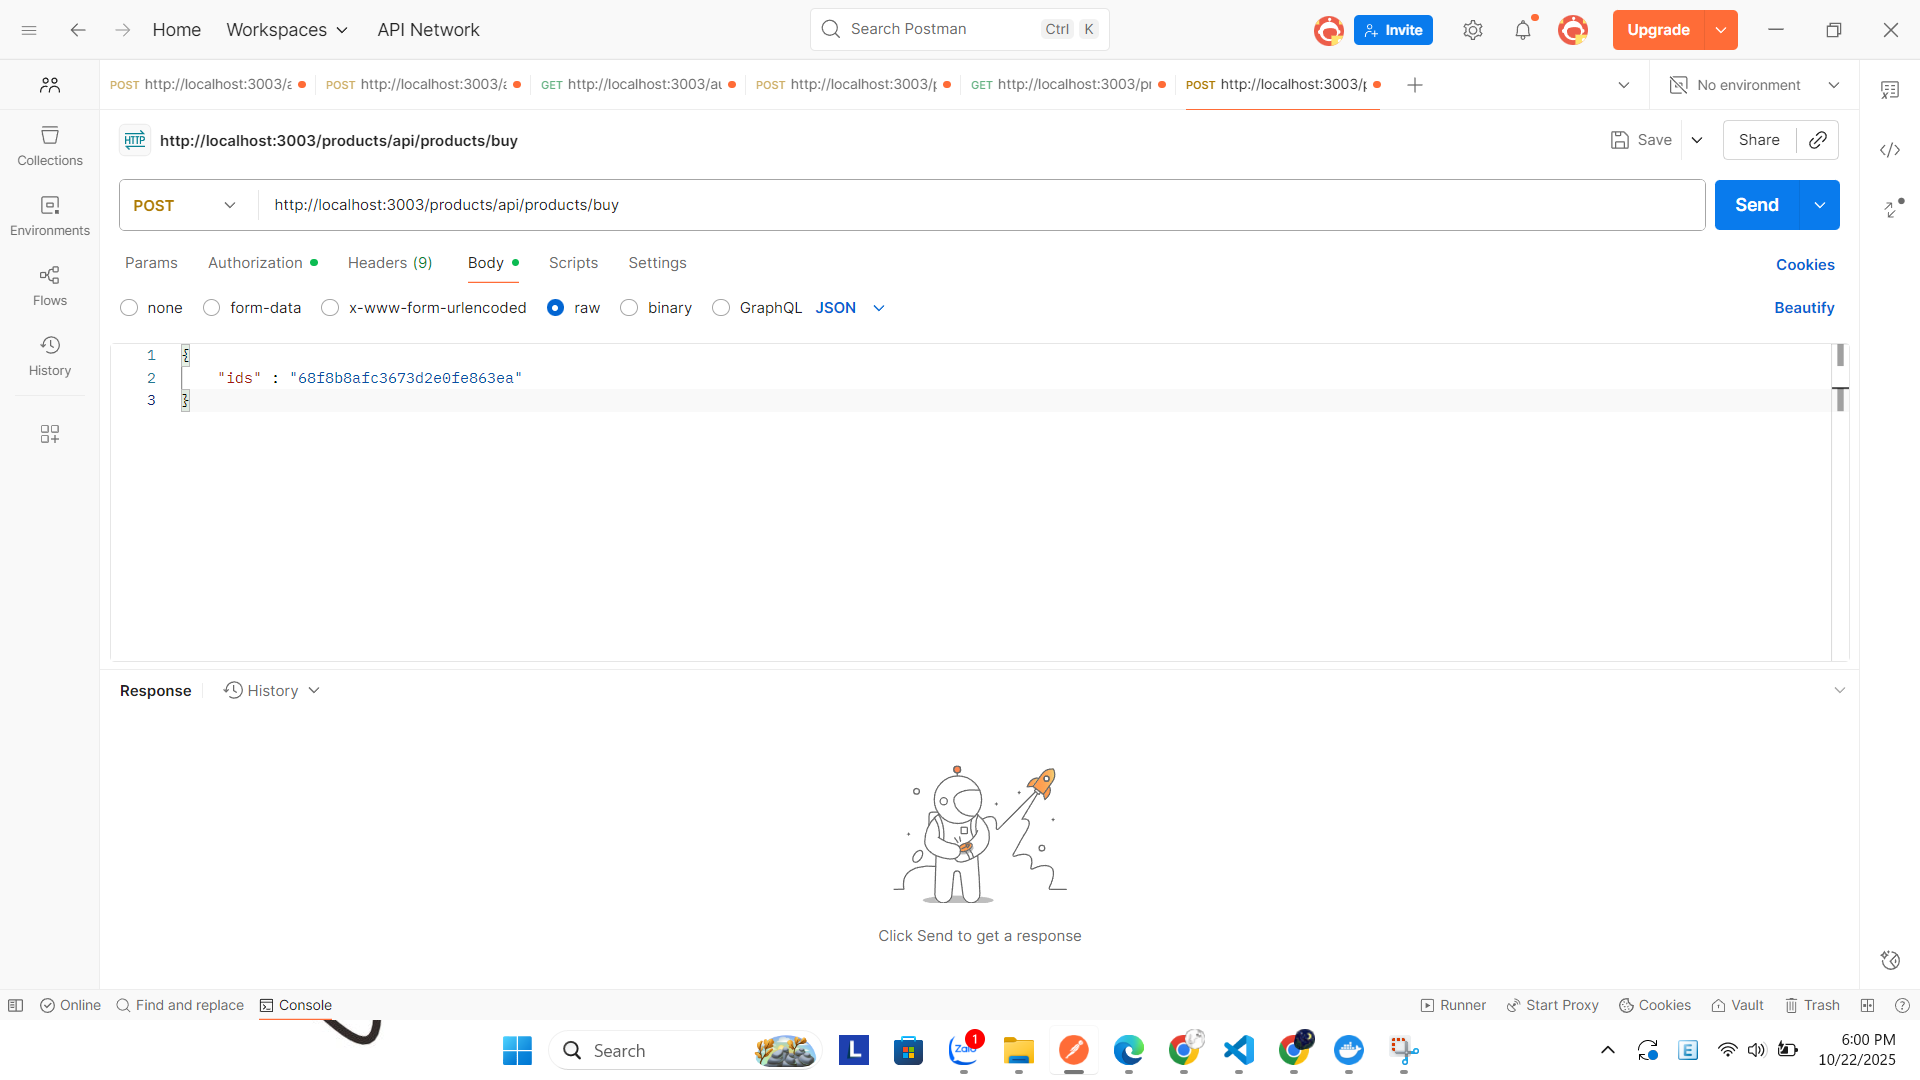 Home Workspaces API Network Search Postman Ctrl K Invite Upgrade
POST http://localhost:3003/a POST http://localhost:3003/a GET http://localhost:3003/au POST http://localhost:3003/p GET http://localhost:3003/pr POST http://localhost:3003/p No environment
Collections
Environments
Flows
History
HTTP http://localhost:3003/products/api/products/buy Save Share
POST http://localhost:3003/products/api/products/buy Send
Params Authorization Headers (9) Body Scripts Settings Cookies
none form-data x-www-form-urlencoded raw binary GraphQL JSON Beautify
1 {
2 "ids" : "68f8b8afc3673d2e0fe863ea"
3 }
Response History
Click Send to get a response
Online Find and replace Console Runner Start Proxy Cookies Vault Trash
Search L Zalo 1 E 6:00 PM
10/22/2025